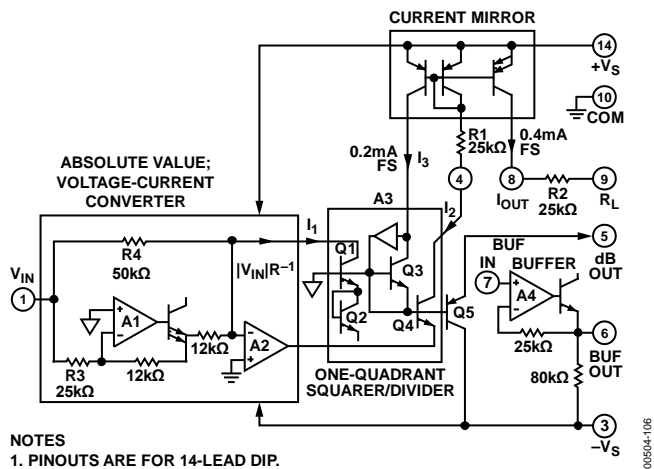 CURRENT MIRROR
14
+VS
10
COM
R1
25kΩ
0.2mA
FS
I3
0.4mA
FS
4
8
IOUT
R2
25kΩ
9
RL
ABSOLUTE VALUE;
VOLTAGE-CURRENT
CONVERTER
A3
I1
I2
R4
50kΩ
|VIN|R–1
VIN
1
Q1
Q2
Q3
Q4
Q5
5
dB
OUT
BUF
IN
7
BUFFER
A4
25kΩ
6
BUF
OUT
80kΩ
A1
12kΩ
A2
R3
25kΩ
12kΩ
ONE-QUADRANT
SQUARER/DIVIDER
3
–VS
NOTES
1. PINOUTS ARE FOR 14-LEAD DIP.
00504-106